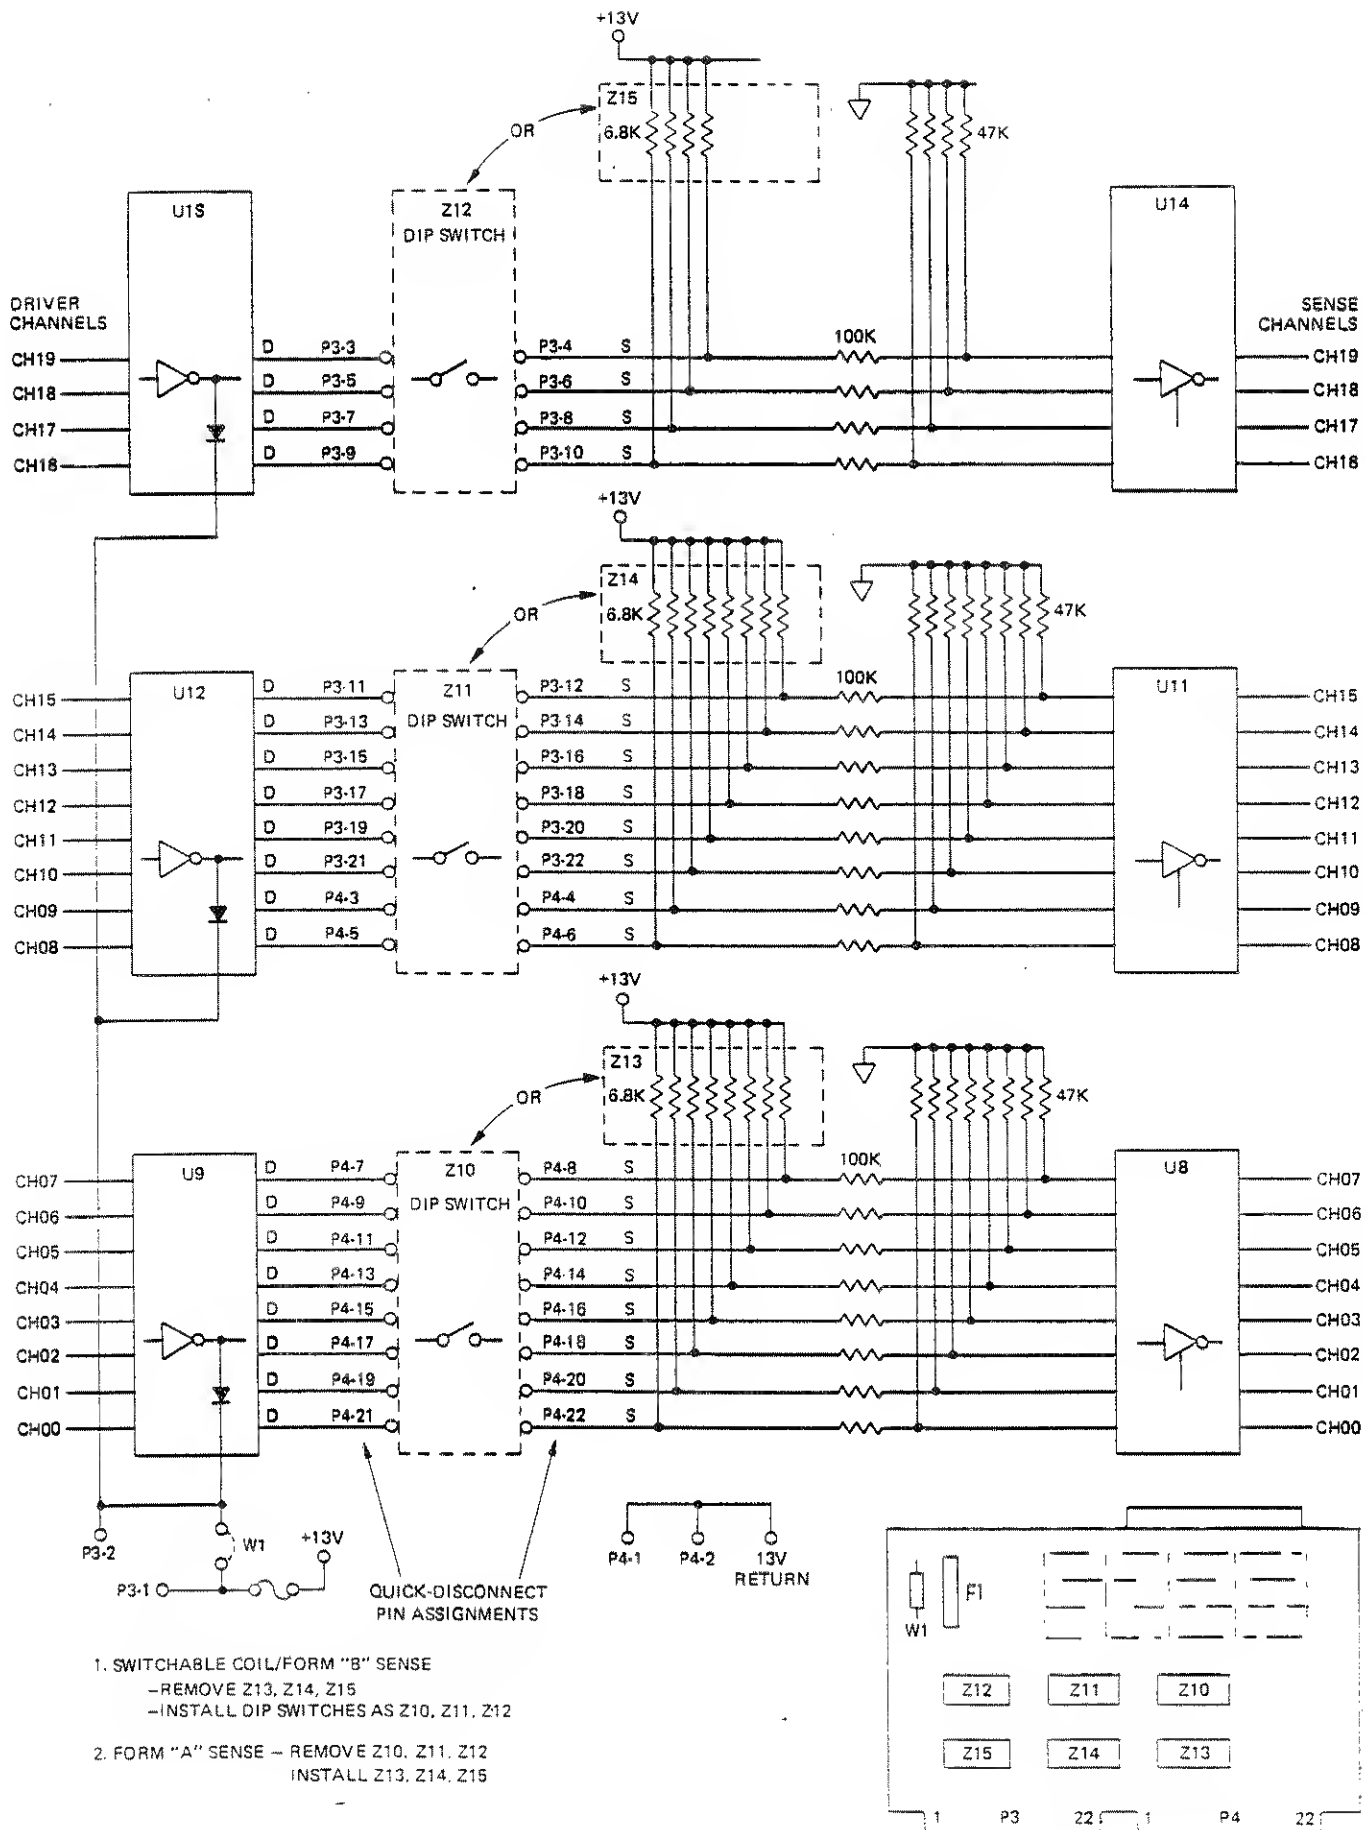 +13V
Z15
6.8K
47K
OR
U1S
Z12
DIP SWITCH
U14
DRIVER
CHANNELS
SENSE
CHANNELS
CH19 D P3-3 P3-4 S 100K CH19
CH18 D P3-5 P3-6 S CH18
CH17 D P3-7 P3-8 S CH17
CH18 D P3-9 P3-10 S CH18
+13V
Z14
6.8K
47K
OR
U12
Z11
DIP SWITCH
U11
CH15 D P3-11 P3-12 S 100K CH15
CH14 D P3-13 P3-14 S CH14
CH13 D P3-15 P3-16 S CH13
CH12 D P3-17 P3-18 S CH12
CH11 D P3-19 P3-20 S CH11
CH10 D P3-21 P3-22 S CH10
CH09 D P4-3 P4-4 S CH09
CH08 D P4-5 P4-6 S CH08
+13V
Z13
6.8K
47K
OR
U9
Z10
DIP SWITCH
U8
CH07 D P4-7 P4-8 S 100K CH07
CH06 D P4-9 P4-10 S CH06
CH05 D P4-11 P4-12 S CH05
CH04 D P4-13 P4-14 S CH04
CH03 D P4-15 P4-16 S CH03
CH02 D P4-17 P4-18 S CH02
CH01 D P4-19 P4-20 S CH01
CH00 D P4-21 P4-22 S CH00
P3-2
W1
+13V
P3-1
QUICK-DISCONNECT
PIN ASSIGNMENTS
P4-1 P4-2 13V
RETURN
1. SWITCHABLE COIL/FORM "B" SENSE
-REMOVE Z13, Z14, Z15
-INSTALL DIP SWITCHES AS Z10, Z11, Z12
2. FORM "A" SENSE - REMOVE Z10, Z11, Z12
INSTALL Z13, Z14, Z15
W1
F1
Z12 Z11 Z10
Z15 Z14 Z13
1 P3 22 1 P4 22